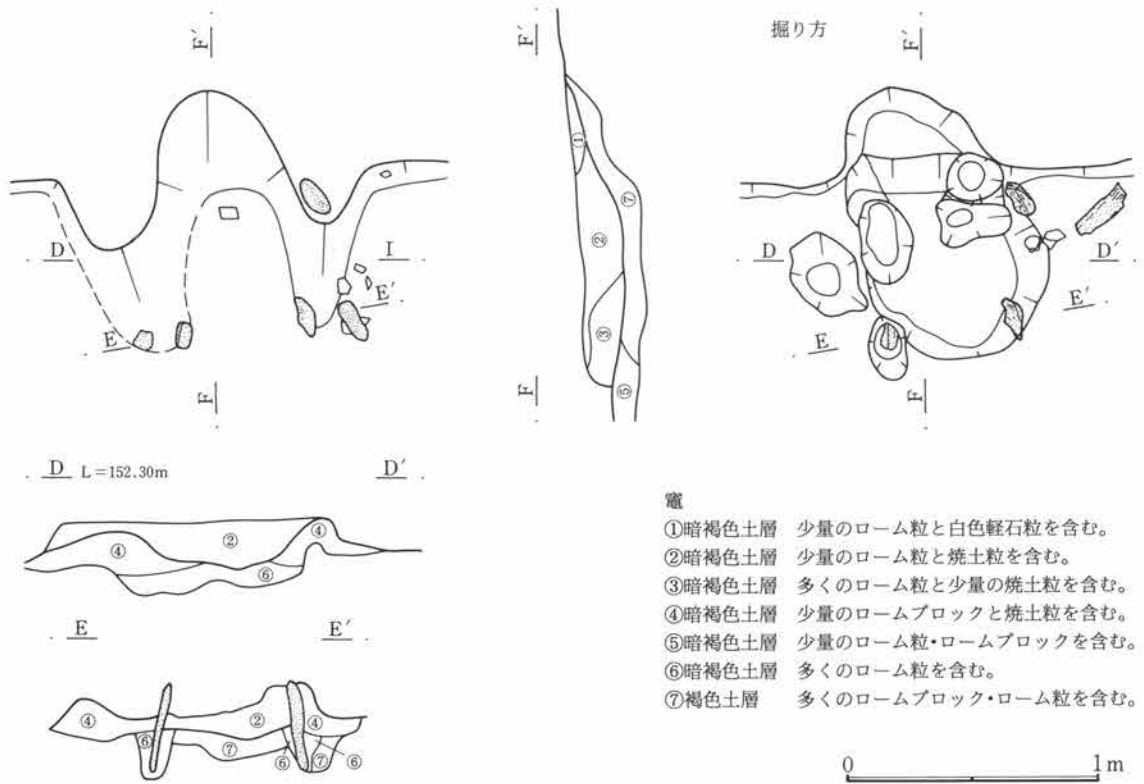 F′
F′
掘り方
F′
①
⑦
②
D
I
D
D′
E′
E′
E
③
E
F
F
⑤
F
D L=152.30m D′
④
②
④
⑥
E E′
④
⑥
②
④
⑦
⑥
⑦
⑥
竈
①暗褐色土層 少量のローム粒と白色軽石粒を含む。
②暗褐色土層 少量のローム粒と焼土粒を含む。
③暗褐色土層 多くのローム粒と少量の焼土粒を含む。
④暗褐色土層 少量のロームブロックと焼土粒を含む。
⑤暗褐色土層 少量のローム粒・ロームブロックを含む。
⑥暗褐色土層 多くのローム粒を含む。
⑦褐色土層 多くのロームブロック・ローム粒を含む。
0 1m